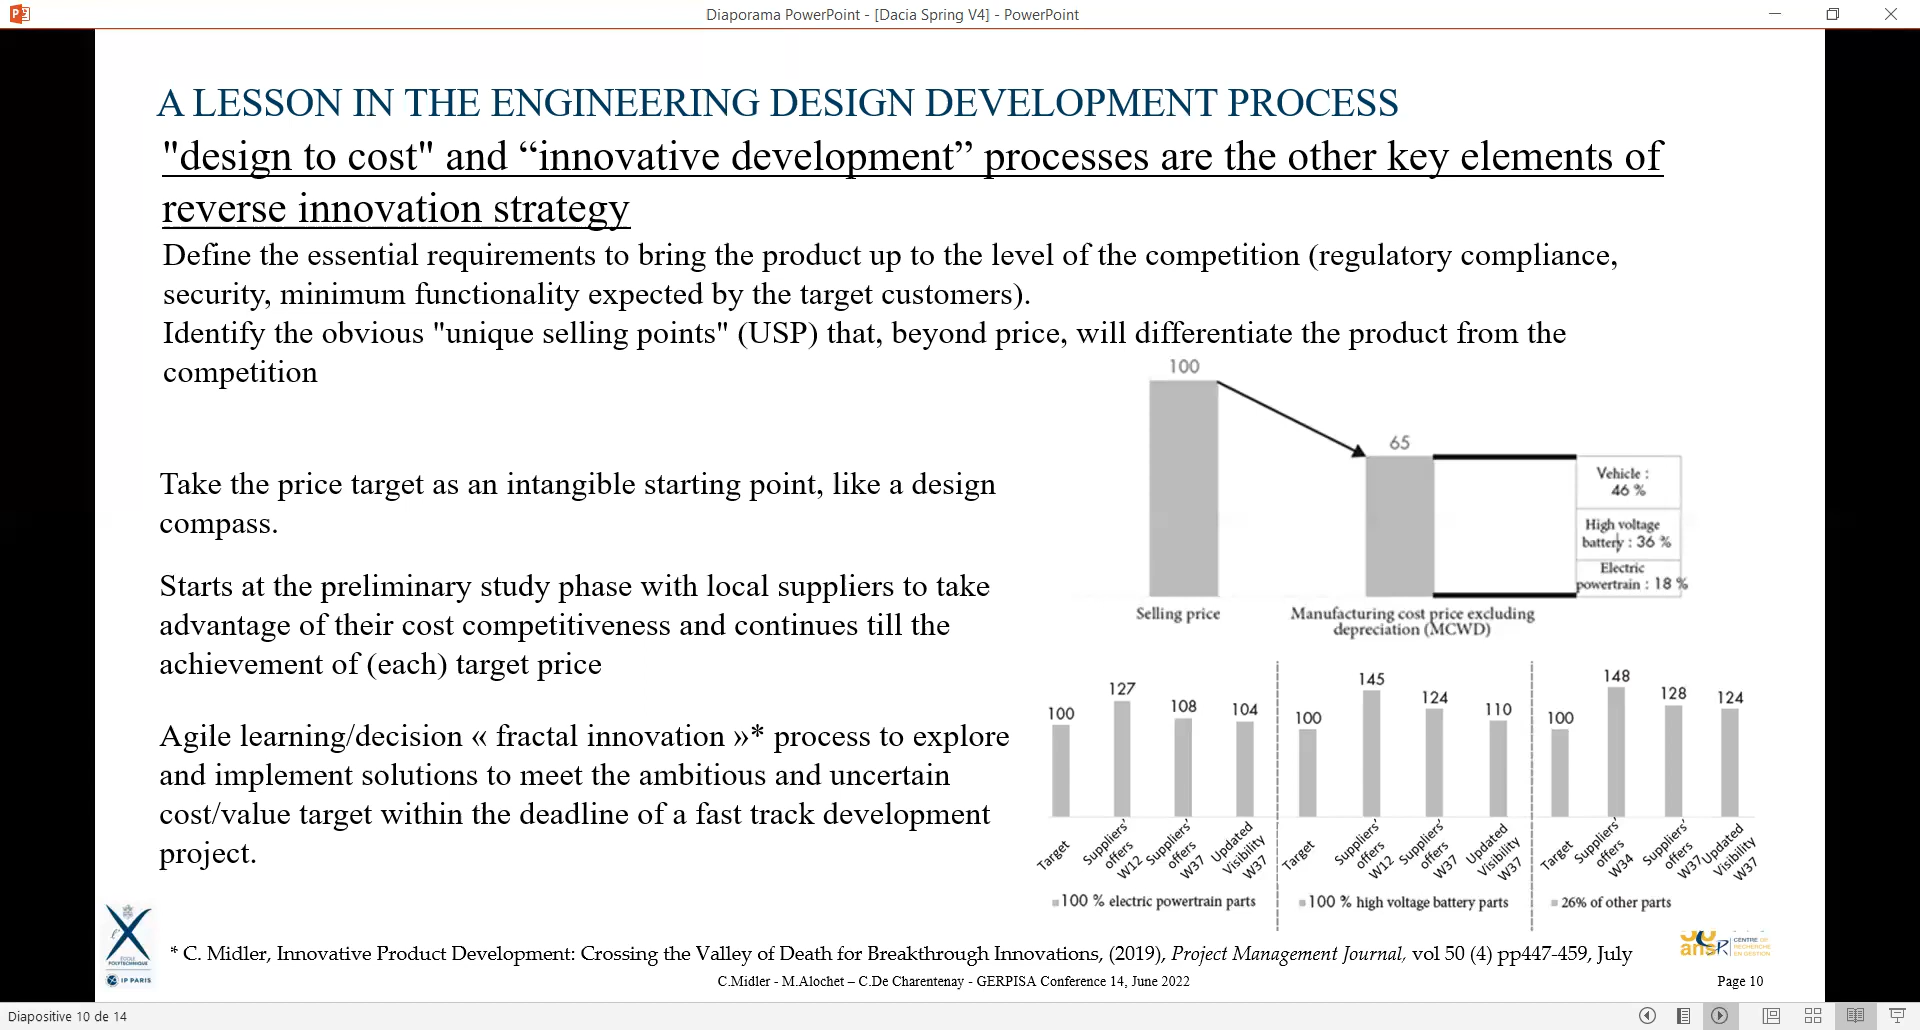 Diaporama PowerPoint - [Dacia Spring V4] - PowerPoint
A LESSON IN THE ENGINEERING DESIGN DEVELOPMENT PROCESS
"design to cost" and “innovative development” processes are the other key elements of
reverse innovation strategy
Define the essential requirements to bring the product up to the level of the competition (regulatory compliance,
security, minimum functionality expected by the target customers).
Identify the obvious "unique selling points" (USP) that, beyond price, will differentiate the product from the
competition
Take the price target as an intangible starting point, like a design
compass.
Starts at the preliminary study phase with local suppliers to take
advantage of their cost competitiveness and continues till the
achievement of (each) target price
Agile learning/decision « fractal innovation »* process to explore
and implement solutions to meet the ambitious and uncertain
cost/value target within the deadline of a fast track development
project.
100
65
Vehicle :
46 %
High voltage
battery : 36 %
Electric
powertrain : 18 %
Selling price
Manufacturing cost price excluding
depreciation (MCWD)
100
127
108
104
Target
Suppliers'
offers
W12
Suppliers'
offers
W37
Updated
Visibility
W37
100 % electric powertrain parts
100
145
124
110
Target
Suppliers'
offers
W12
Suppliers'
offers
W37
Updated
Visibility
W37
100 % high voltage battery parts
100
148
128
124
Target
Suppliers'
offers
W34
Suppliers'
offers
W37
Updated
Visibility
W37
26% of other parts
* C. Midler, Innovative Product Development: Crossing the Valley of Death for Breakthrough Innovations, (2019), Project Management Journal, vol 50 (4) pp447-459, July
ÉCOLE
POLYTECHNIQUE
IP PARIS
ans
CENTRE DE
RECHERCHE
EN GESTION
C.Midler - M.Alochet – C.De Charentenay - GERPISA Conference 14, June 2022
Page 10
Diapositive 10 de 14